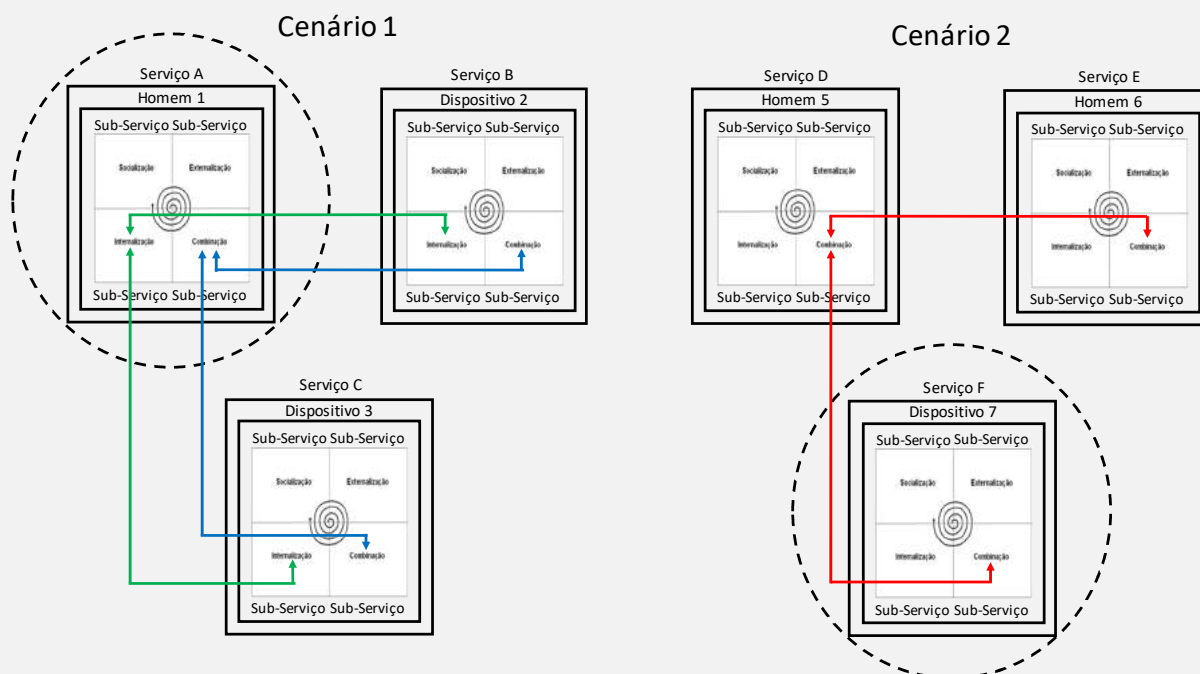 Cenário 1
Serviço A
Homem 1
Sub-Serviço Sub-Serviço
Socialização Externalização
Internalização Combinação
Sub-Serviço Sub-Serviço
Serviço B
Dispositivo 2
Sub-Serviço Sub-Serviço
Socialização Externalização
Internalização Combinação
Sub-Serviço Sub-Serviço
Serviço C
Dispositivo 3
Sub-Serviço Sub-Serviço
Socialização Externalização
Internalização Combinação
Sub-Serviço Sub-Serviço
Cenário 2
Serviço D
Homem 5
Sub-Serviço Sub-Serviço
Socialização Externalização
Internalização Combinação
Sub-Serviço Sub-Serviço
Serviço E
Homem 6
Sub-Serviço Sub-Serviço
Socialização Externalização
Internalização Combinação
Sub-Serviço Sub-Serviço
Serviço F
Dispositivo 7
Sub-Serviço Sub-Serviço
Socialização Externalização
Internalização Combinação
Sub-Serviço Sub-Serviço